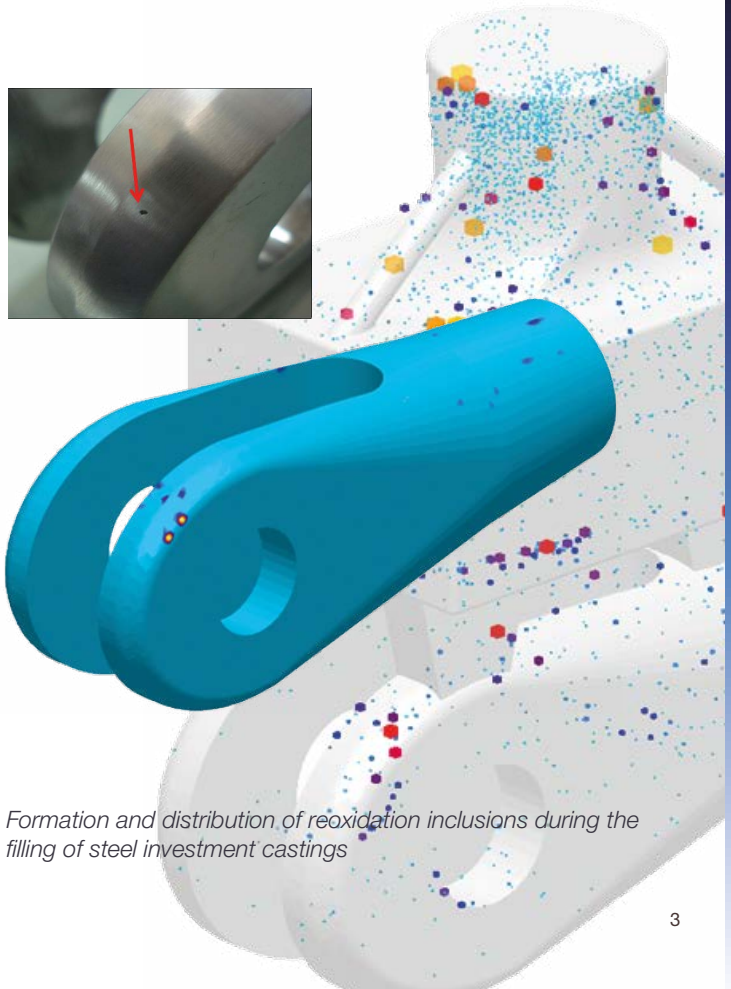 Formation and distribution of reoxidation inclusions during the
filling of steel investment castings
3